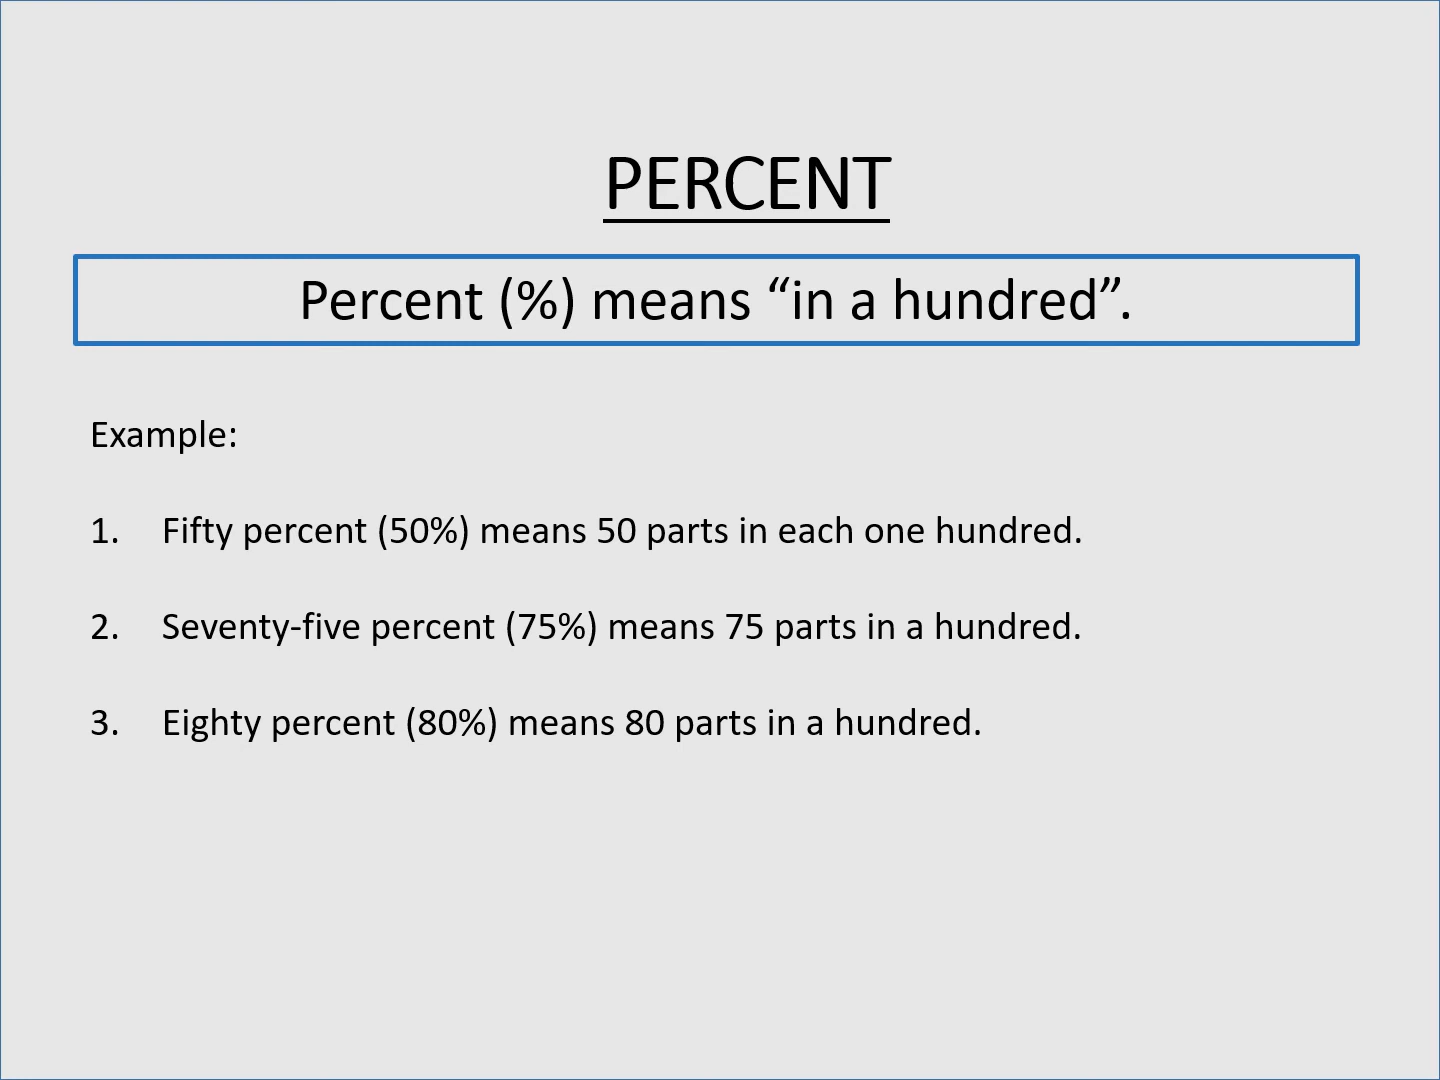 PERCENT
Percent (%) means “in a hundred”.
Example:
1. Fifty percent (50%) means 50 parts in each one hundred.
2. Seventy-five percent (75%) means 75 parts in a hundred.
3. Eighty percent (80%) means 80 parts in a hundred.